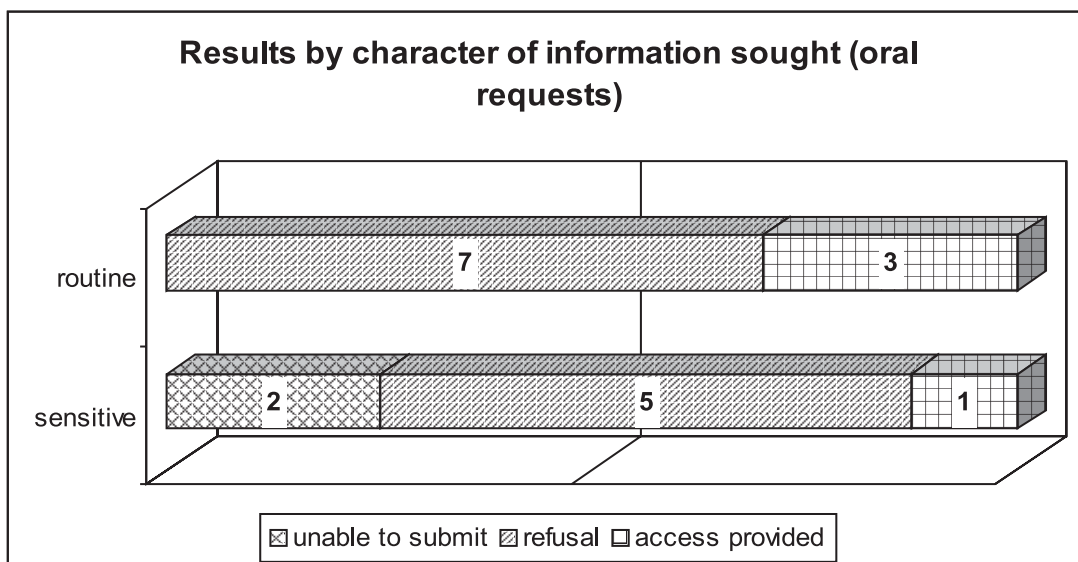 Results by character of information sought (oral
requests)
routine
7
3
sensitive
2
5
1
unable to submit refusal access provided